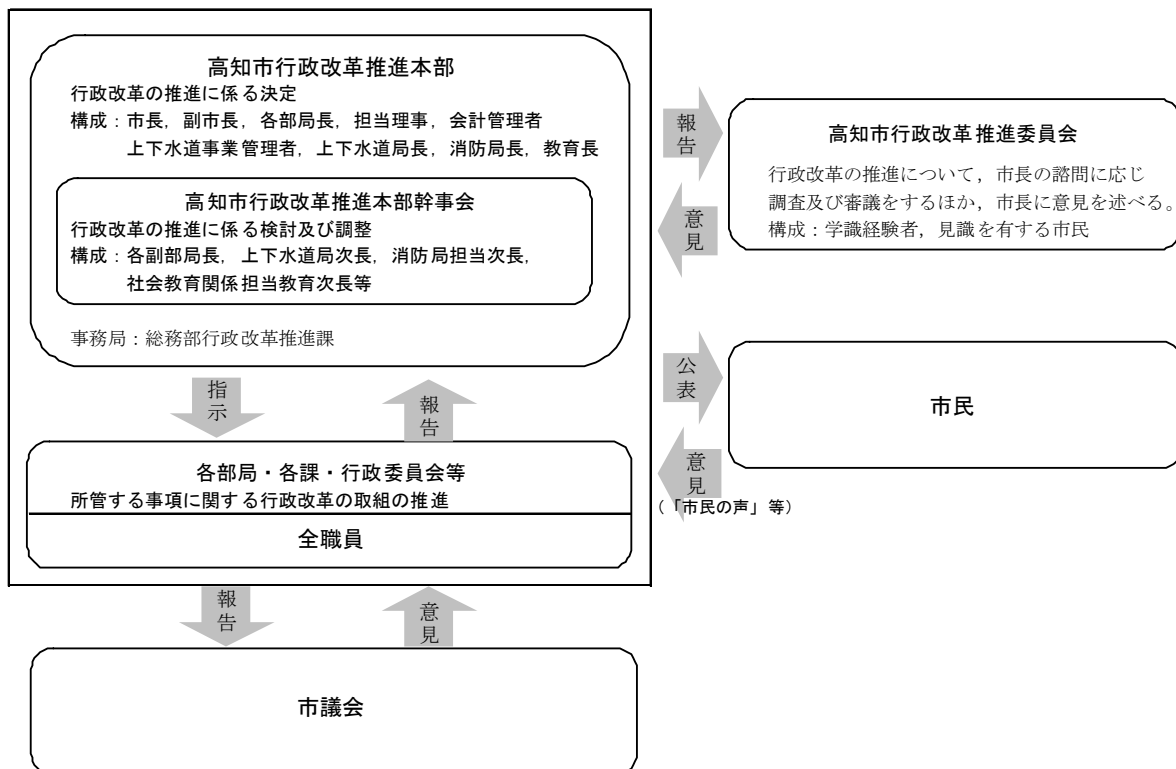 高知市行政改革推進本部
行政改革の推進に係る決定
構成：市長，副市長，各部局長，担当理事，会計管理者
上下水道事業管理者，上下水道局長，消防局長，教育長
高知市行政改革推進本部幹事会
行政改革の推進に係る検討及び調整
構成：各副部局長，上下水道局次長，消防局担当次長，
社会教育関係担当教育次長等
事務局：総務部行政改革推進課
報告
意見
高知市行政改革推進委員会
行政改革の推進について，市長の諮問に応じ
調査及び審議をするほか，市長に意見を述べる。
構成：学識経験者，見識を有する市民
指示
報告
公表
意見
（「市民の声」等）
市民
各部局・各課・行政委員会等
所管する事項に関する行政改革の取組の推進
全職員
報告
意見
市議会